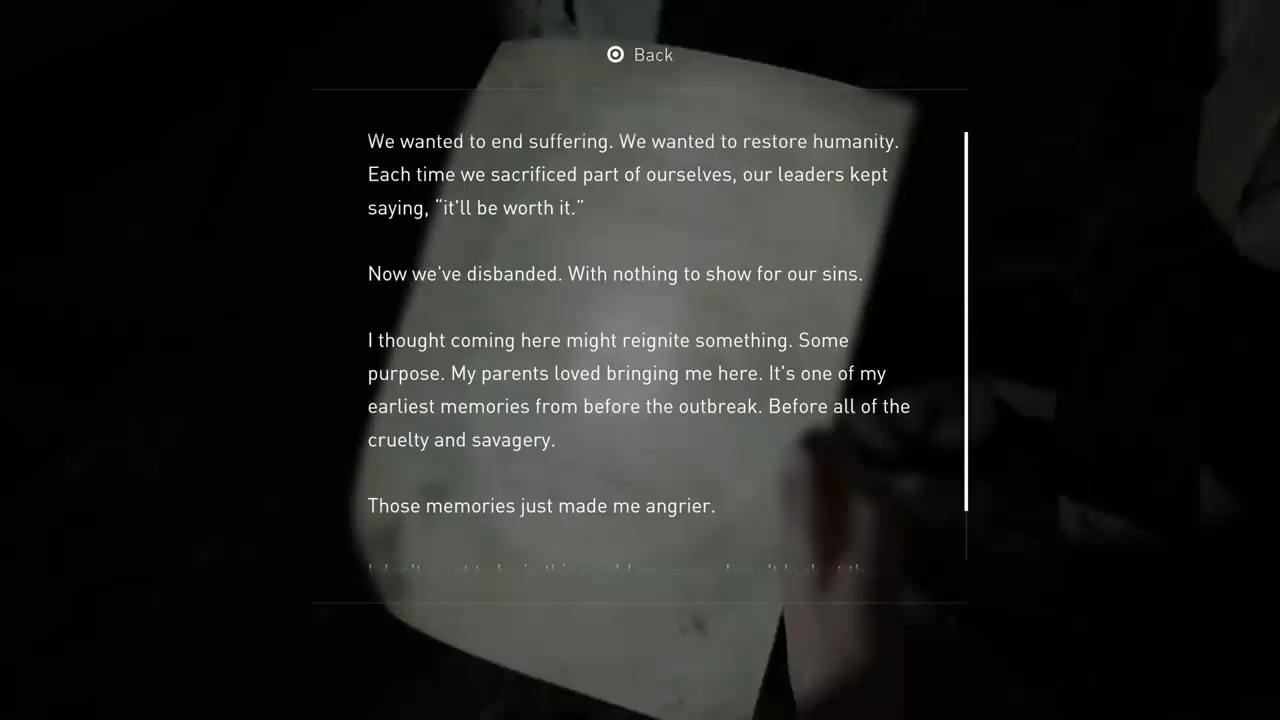 Back
We wanted to end suffering. We wanted to restore humanity.
Each time we sacrificed part of ourselves, our leaders kept
saying, “it'll be worth it.”
Now we've disbanded. With nothing to show for our sins.
I thought coming here might reignite something. Some
purpose. My parents loved bringing me here. It's one of my
earliest memories from before the outbreak. Before all of the
cruelty and savagery.
Those memories just made me angrier.